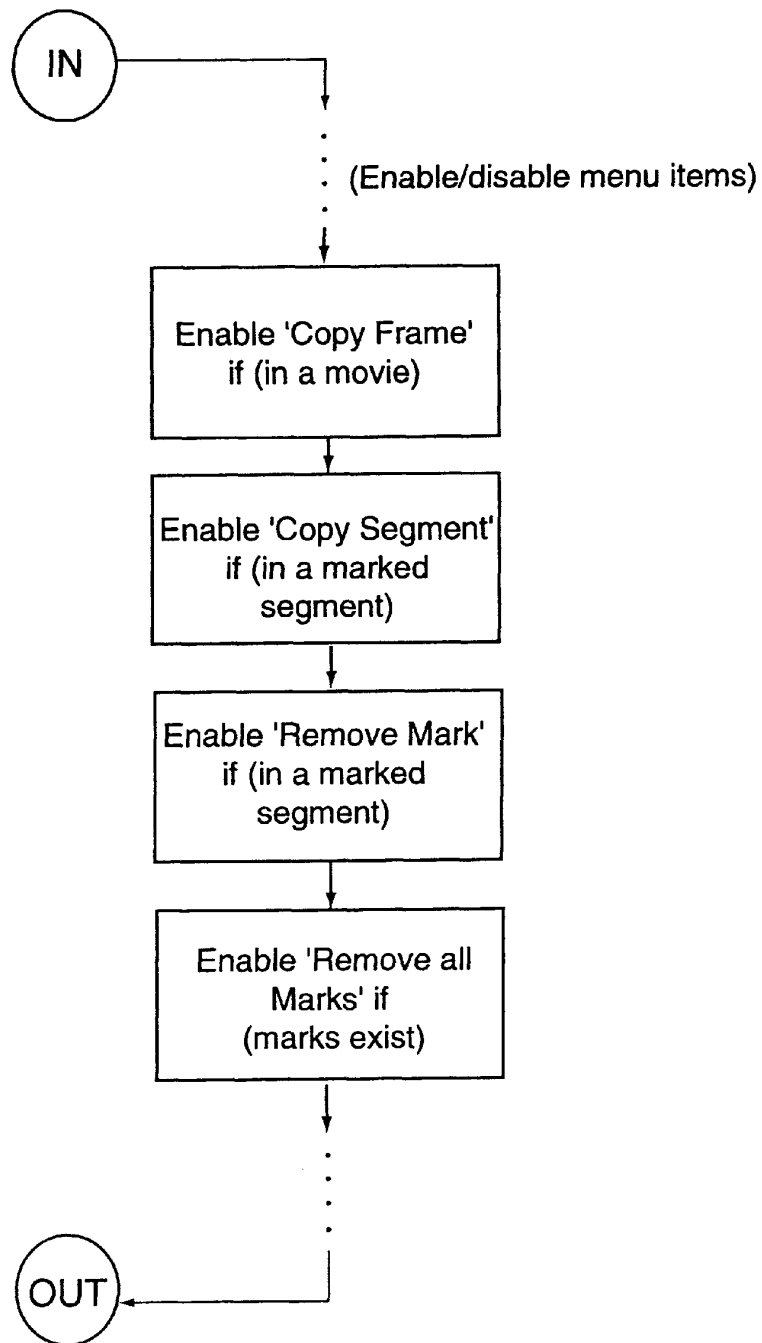 IN
(Enable/disable menu items)
Enable 'Copy Frame'
if (in a movie)
Enable 'Copy Segment'
if (in a marked
segment)
Enable 'Remove Mark'
if (in a marked
segment)
Enable 'Remove all
Marks' if
(marks exist)
OUT